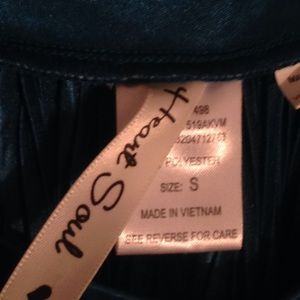 Heart Soul
498
519AKVM
POLYESTER
SIZE: S
MADE IN VIETNAM
SEE REVERSE FOR CARE